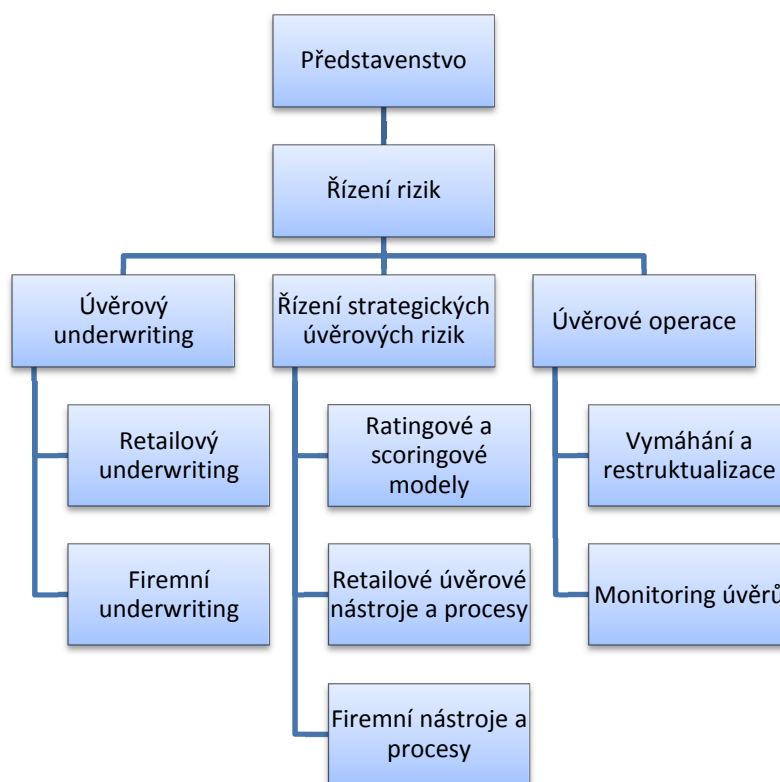 Představenstvo
Řízení rizik
Úvěrový
underwriting
Řízení strategických
úvěrových rizik
Úvěrové operace
Retailový
underwriting
Ratingové a
scoringové
modely
Vymáhání a
restruktualizace
Firemní
underwriting
Retailové úvěrové
nástroje a procesy
Monitoring úvěrů
Firemní nástroje a
procesy